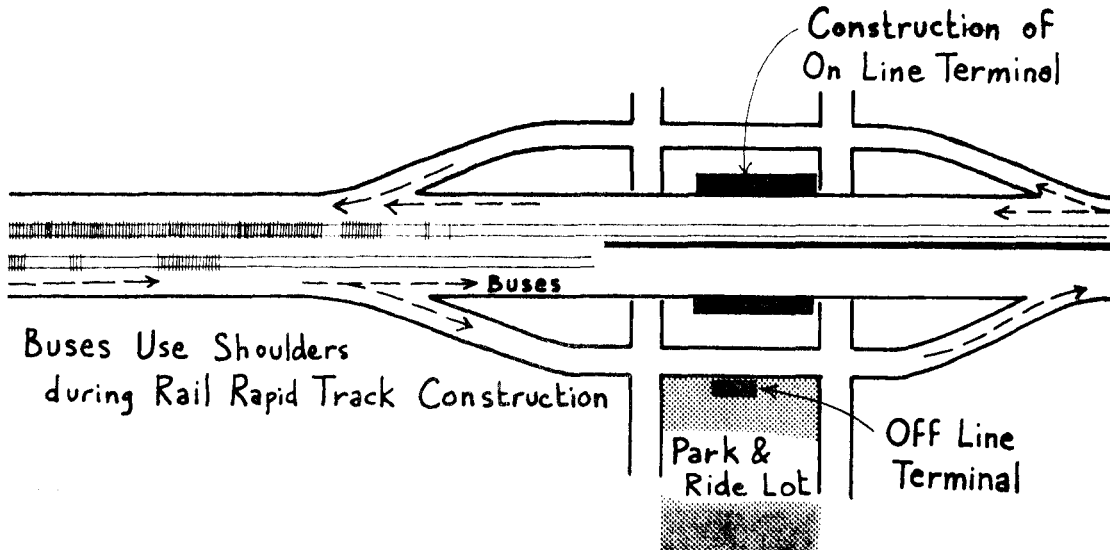 Construction of
On Line Terminal
Buses
Buses Use Shoulders
during Rail Rapid Track Construction
Park &
Ride Lot
Off Line
Terminal